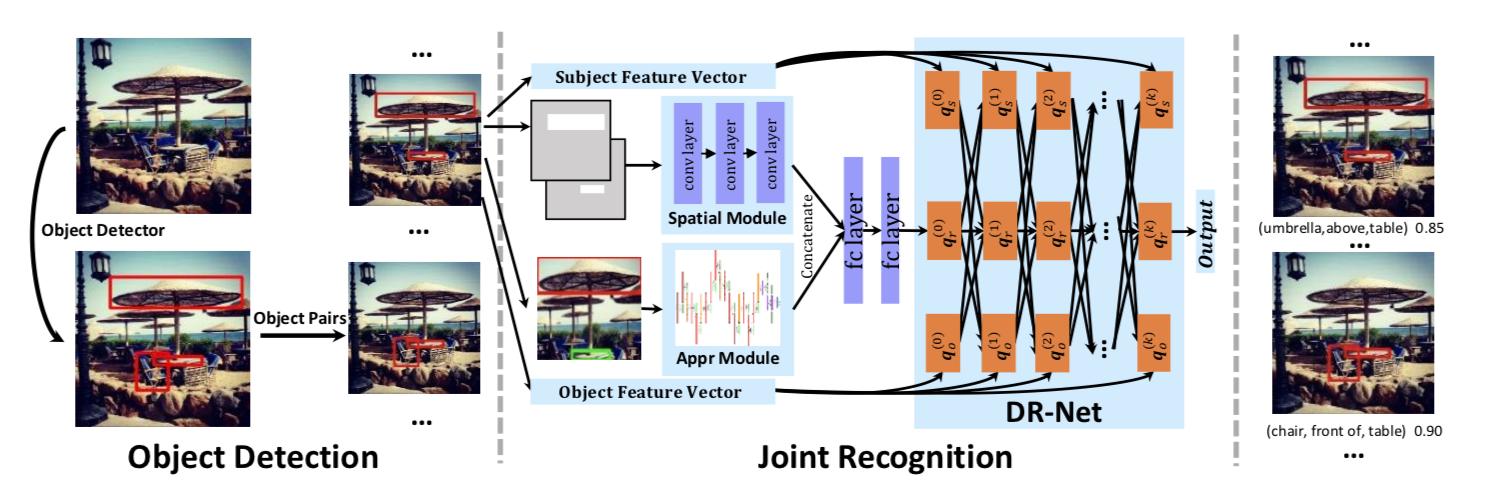 Object Detector
Object Pairs
Object Detection
...
...
...
Subject Feature Vector
conv layer
conv layer
conv layer
Spatial Module
Appr Module
Object Feature Vector
Concatenate
fc layer
fc layer
q_s^(0)
q_s^(1)
q_s^(2)
...
q_s^(k)
q_r^(0)
q_r^(1)
q_r^(2)
...
q_r^(k)
q_o^(0)
q_o^(1)
q_o^(2)
...
q_o^(k)
DR-Net
Output
Joint Recognition
...
(umbrella,above,table) 0.85
...
(chair, front of, table) 0.90
...